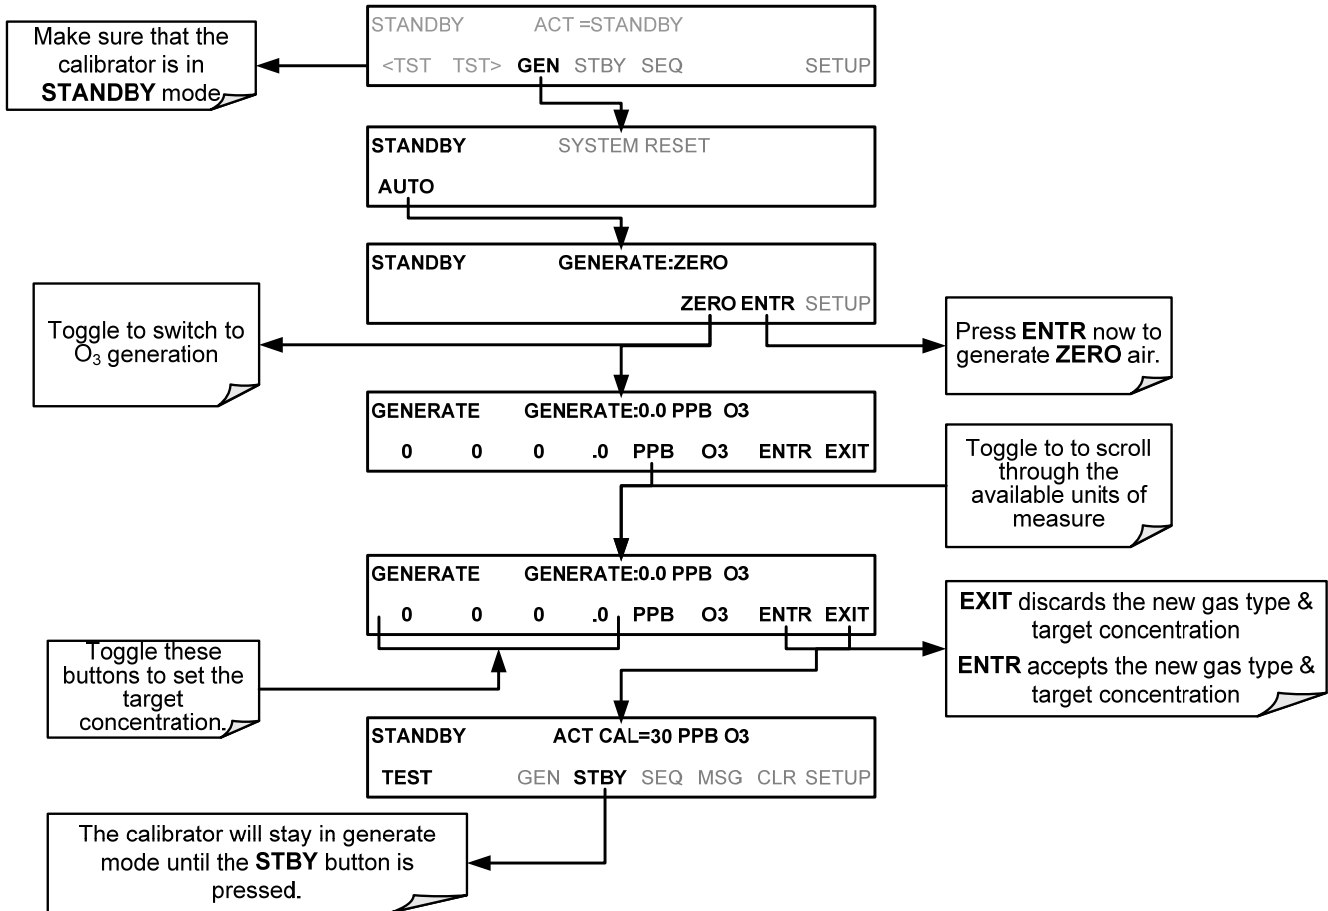 Make sure that the
calibrator is in
STANDBY mode
STANDBY ACT =STANDBY
<TST TST> GEN STBY SEQ SETUP
STANDBY SYSTEM RESET
AUTO
STANDBY GENERATE:ZERO
ZERO ENTR SETUP
Toggle to switch to
O3 generation
Press ENTR now to
generate ZERO air.
GENERATE GENERATE:0.0 PPB O3
0 0 0 .0 PPB O3 ENTR EXIT
Toggle to to scroll
through the
available units of
measure
GENERATE GENERATE:0.0 PPB O3
0 0 0 .0 PPB O3 ENTR EXIT
EXIT discards the new gas type &
target concentration
ENTR accepts the new gas type &
target concentration
Toggle these
buttons to set the
target
concentration.
STANDBY ACT CAL=30 PPB O3
TEST GEN STBY SEQ MSG CLR SETUP
The calibrator will stay in generate
mode until the STBY button is
pressed.